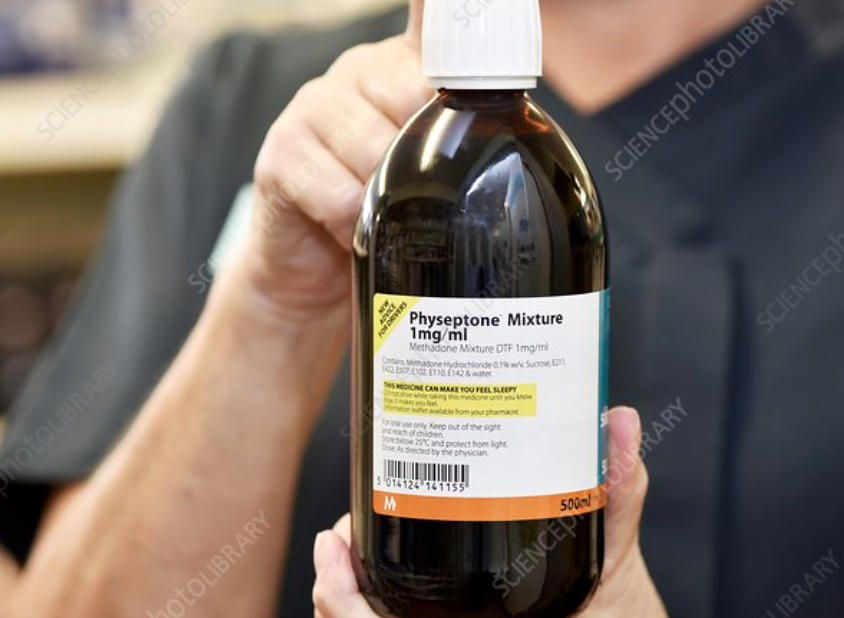 NEW
ADVICE
FOR DRIVERS
Physeptone™ Mixture
1mg/ml
Methadone Mixture DTF 1mg/ml
Contains: Methadone Hydrochloride 0.1% w/v, Sucrose, E211,
E422, E507, E102, E110, E142 & water.
THIS MEDICINE CAN MAKE YOU FEEL SLEEPY
Do not drive while taking this medicine until you know
how it makes you feel.
Information leaflet available from your pharmacist.
For oral use only. Keep out of the sight
and reach of children.
Store below 25°C and protect from light.
Dose: As directed by the physician.
5 014124 141155
M
500ml
SCIENCEphotoLIBRARY
SCIENCEphotoLIBRARY